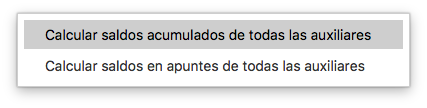 Calcular saldos acumulados de todas las auxiliares
Calcular saldos en apuntes de todas las auxiliares